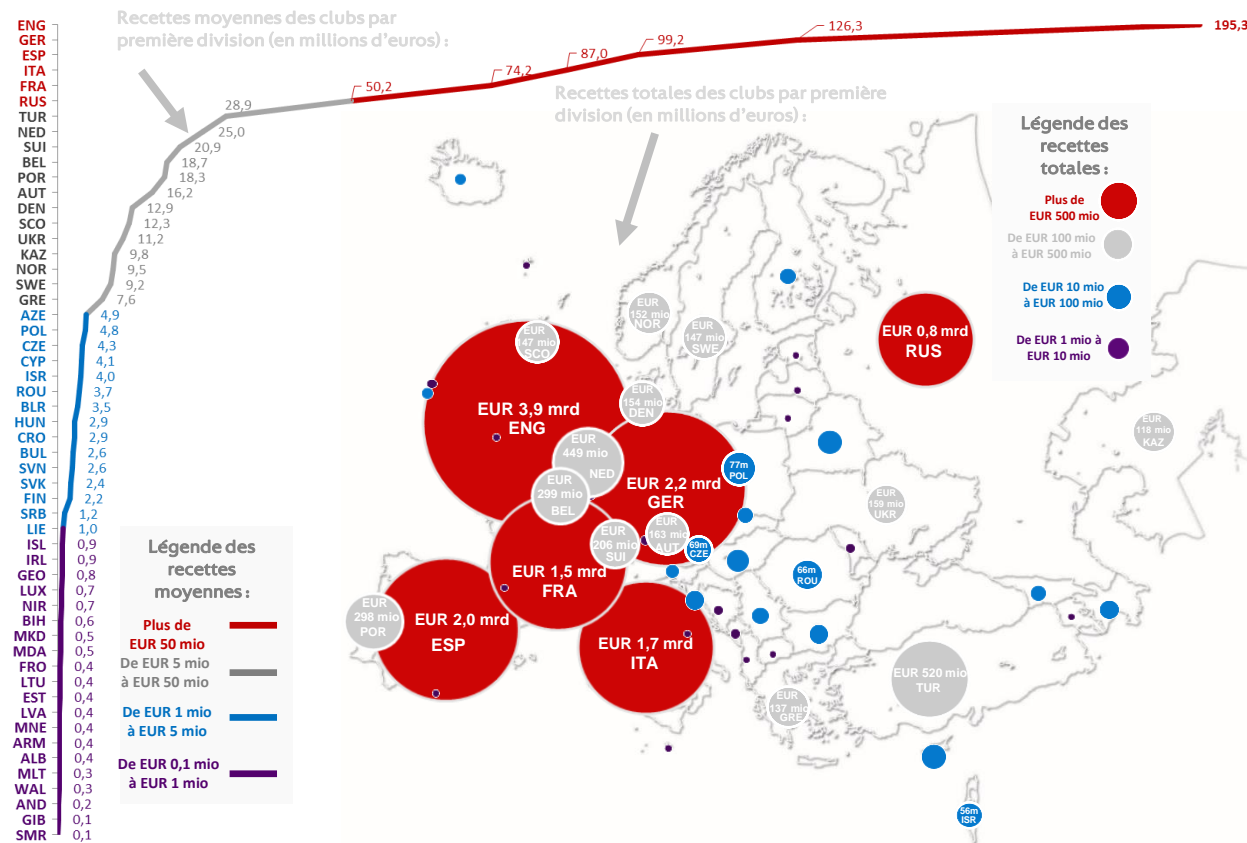 Recettes moyennes des clubs par
première division (en millions d'euros) :
ENG 195,3
GER 126,3
ESP 99,2
ITA 87,0
FRA 74,2
RUS 50,2
TUR 28,9
NED 25,0
SUI 20,9
BEL 18,7
POR 18,3
AUT 16,2
DEN 12,9
SCO 12,3
UKR 11,2
KAZ 9,8
NOR 9,5
SWE 9,2
GRE 7,6
AZE 4,9
POL 4,8
CZE 4,3
CYP 4,1
ISR 4,0
ROU 3,7
BLR 3,5
HUN 2,9
CRO 2,9
BUL 2,6
SVN 2,6
SVK 2,4
FIN 2,2
SRB 1,2
LIE 1,0
ISL 0,9
IRL 0,9
GEO 0,8
LUX 0,7
NIR 0,7
BIH 0,6
MKD 0,5
MDA 0,5
FRO 0,4
LTU 0,4
EST 0,4
LVA 0,4
MNE 0,4
ARM 0,4
ALB 0,4
MLT 0,3
WAL 0,3
AND 0,2
GIB 0,1
SMR 0,1
Légende des
recettes
moyennes :
Plus de
EUR 50 mio
De EUR 5 mio
à EUR 50 mio
De EUR 1 mio
à EUR 5 mio
De EUR 0,1 mio
à EUR 1 mio
Recettes totales des clubs par première
division (en millions d'euros) :
Légende des
recettes
totales :
Plus de
EUR 500 mio
De EUR 100 mio
à EUR 500 mio
De EUR 10 mio
à EUR 100 mio
De EUR 1 mio à
EUR 10 mio
EUR
152 mio
NOR
EUR
147 mio
SWE
EUR
147 mio
SCO
EUR 0,8 mrd
RUS
EUR 3,9 mrd
ENG
EUR
154 mio
DEN
EUR
118 mio
KAZ
EUR
449 mio
NED
EUR
299 mio
BEL
EUR 2,2 mrd
GER
77m
POL
EUR
159 mio
UKR
EUR
206 mio
SUI
EUR
163 mio
AUT
69m
CZE
EUR 1,5 mrd
FRA
66m
ROU
EUR
298 mio
POR
EUR 2,0 mrd
ESP
EUR 1,7 mrd
ITA
EUR
137 mio
GRE
EUR 520 mio
TUR
56m
ISR